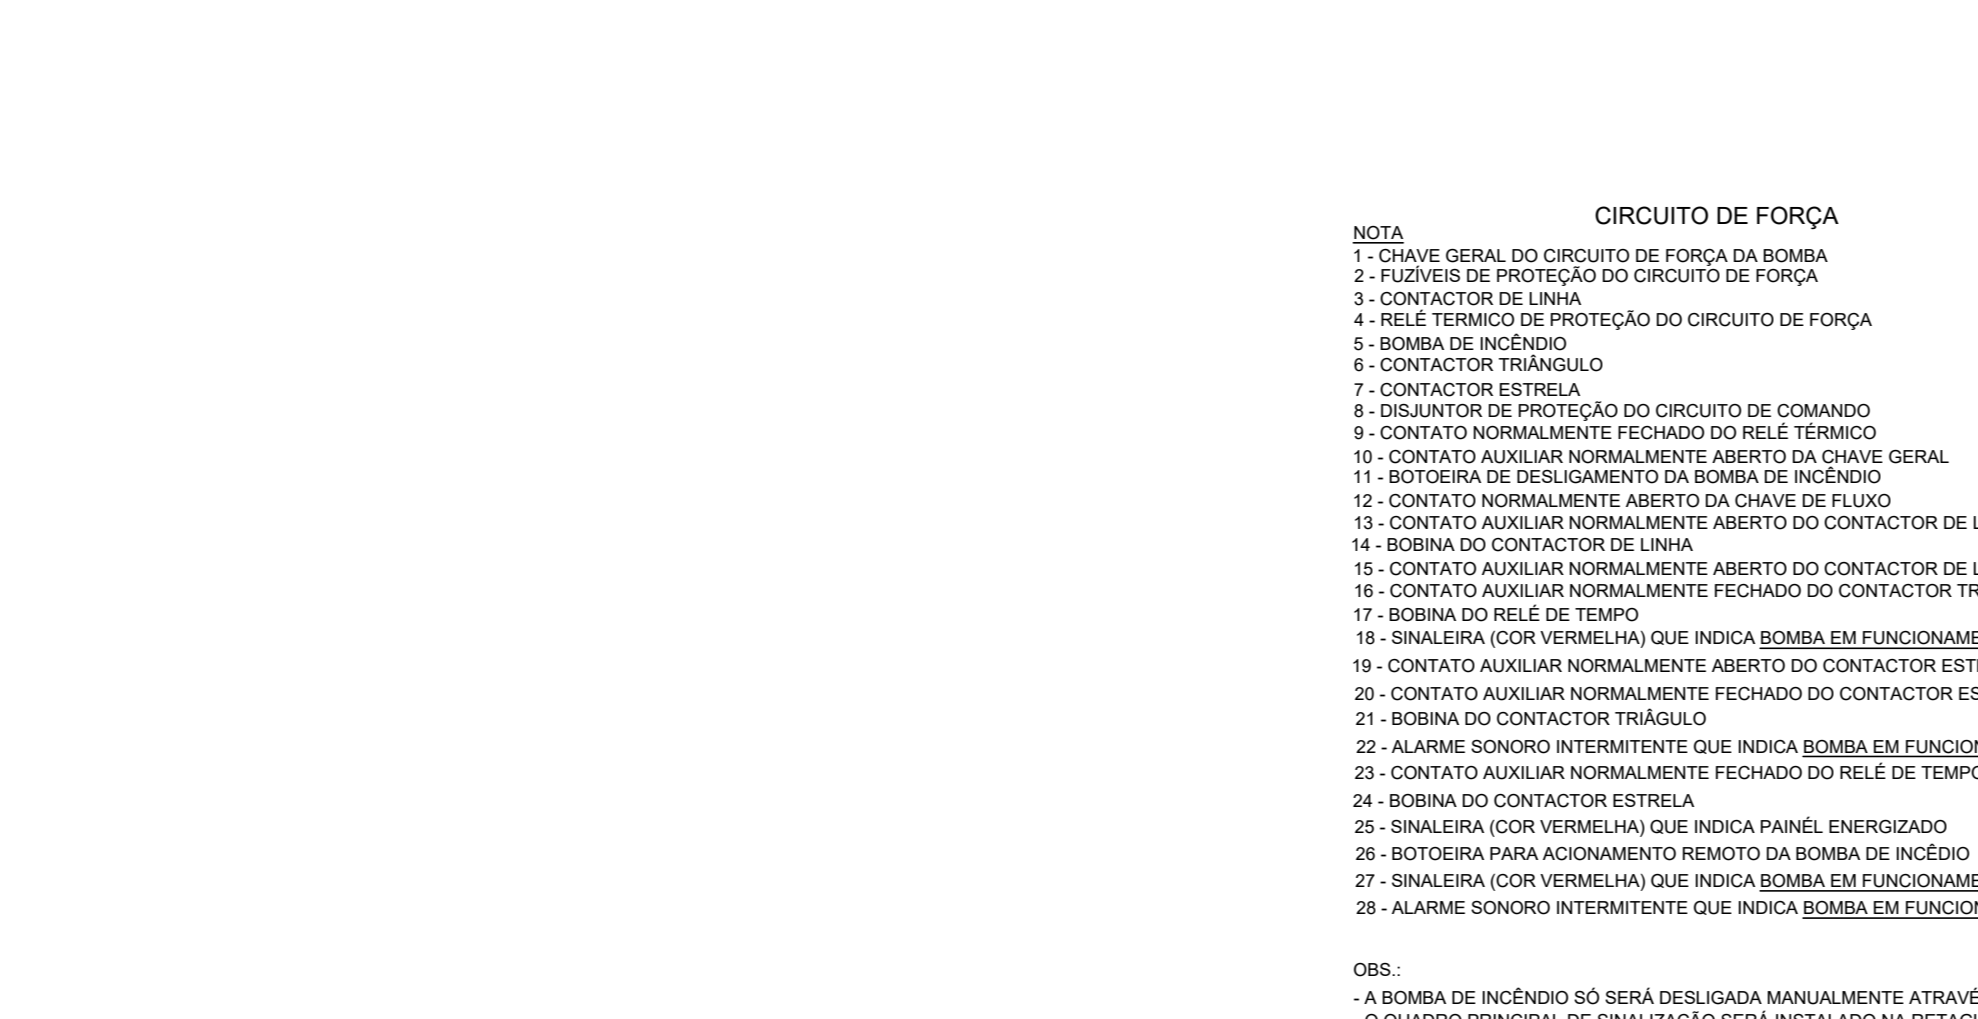 CIRCUITO DE FORÇA
NOTA
1 - CHAVE GERAL DO CIRCUITO DE FORÇA DA BOMBA
2 - FUZÍVEIS DE PROTEÇÃO DO CIRCUITO DE FORÇA
3 - CONTACTOR DE LINHA
4 - RELÉ TERMICO DE PROTEÇÃO DO CIRCUITO DE FORÇA
5 - BOMBA DE INCÊNDIO
6 - CONTACTOR TRIÂNGULO
7 - CONTACTOR ESTRELA
8 - DISJUNTOR DE PROTEÇÃO DO CIRCUITO DE COMANDO
9 - CONTATO NORMALMENTE FECHADO DO RELÉ TÉRMICO
10 - CONTATO AUXILIAR NORMALMENTE ABERTO DA CHAVE GERAL
11 - BOTOEIRA DE DESLIGAMENTO DA BOMBA DE INCÊNDIO
12 - CONTATO NORMALMENTE ABERTO DA CHAVE DE FLUXO
13 - CONTATO AUXILIAR NORMALMENTE ABERTO DO CONTACTOR DE
14 - BOBINA DO CONTACTOR DE LINHA
15 - CONTATO AUXILIAR NORMALMENTE ABERTO DO CONTACTOR DE
16 - CONTATO AUXILIAR NORMALMENTE FECHADO DO CONTACTOR
17 - BOBINA DO RELÉ DE TEMPO
18 - SINALEIRA (COR VERMELHA) QUE INDICA BOMBA EM
19 - CONTATO AUXILIAR NORMALMENTE ABERTO DO CONTACTOR
20 - CONTATO AUXILIAR NORMALMENTE FECHADO DO CONTACTOR
21 - BOBINA DO CONTACTOR TRIÂGULO
22 - ALARME SONORO INTERMITENTE QUE INDICA BOMBA EM
23 - CONTATO AUXILIAR NORMALMENTE FECHADO DO RELÉ DE TEMPO
24 - BOBINA DO CONTACTOR ESTRELA
25 - SINALEIRA (COR VERMELHA) QUE INDICA PAINÉL ENERGIZADO
26 - BOTOEIRA PARA ACIONAMENTO REMOTO DA BOMBA DE INCÊDIO
27 - SINALEIRA (COR VERMELHA) QUE INDICA BOMBA EM
28 - ALARME SONORO INTERMITENTE QUE INDICA BOMBA EM
OBS.:
- A BOMBA DE INCÊNDIO SÓ SERÁ DESLIGADA MANUALMENTE